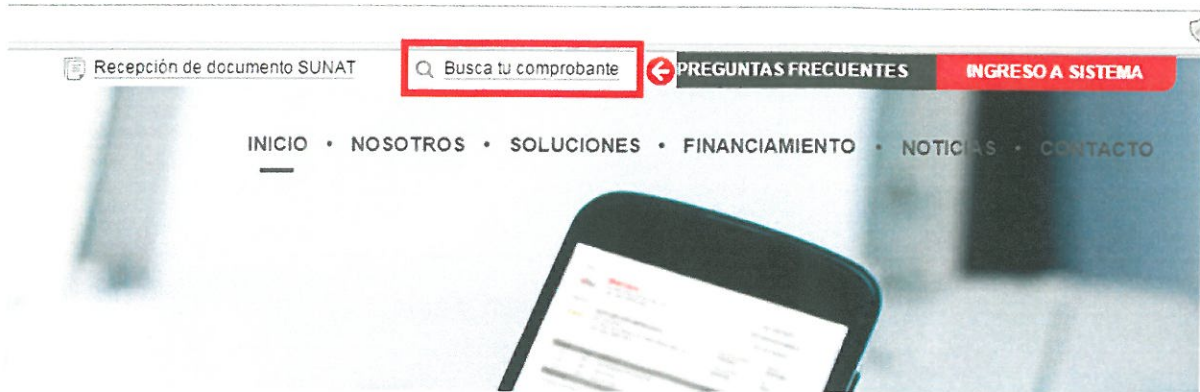 Recepción de documento SUNAT
Busca tu comprobante
PREGUNTAS FRECUENTES
INGRESO A SISTEMA
INICIO • NOSOTROS • SOLUCIONES • FINANCIAMIENTO • NOTICIAS • CONTACTO